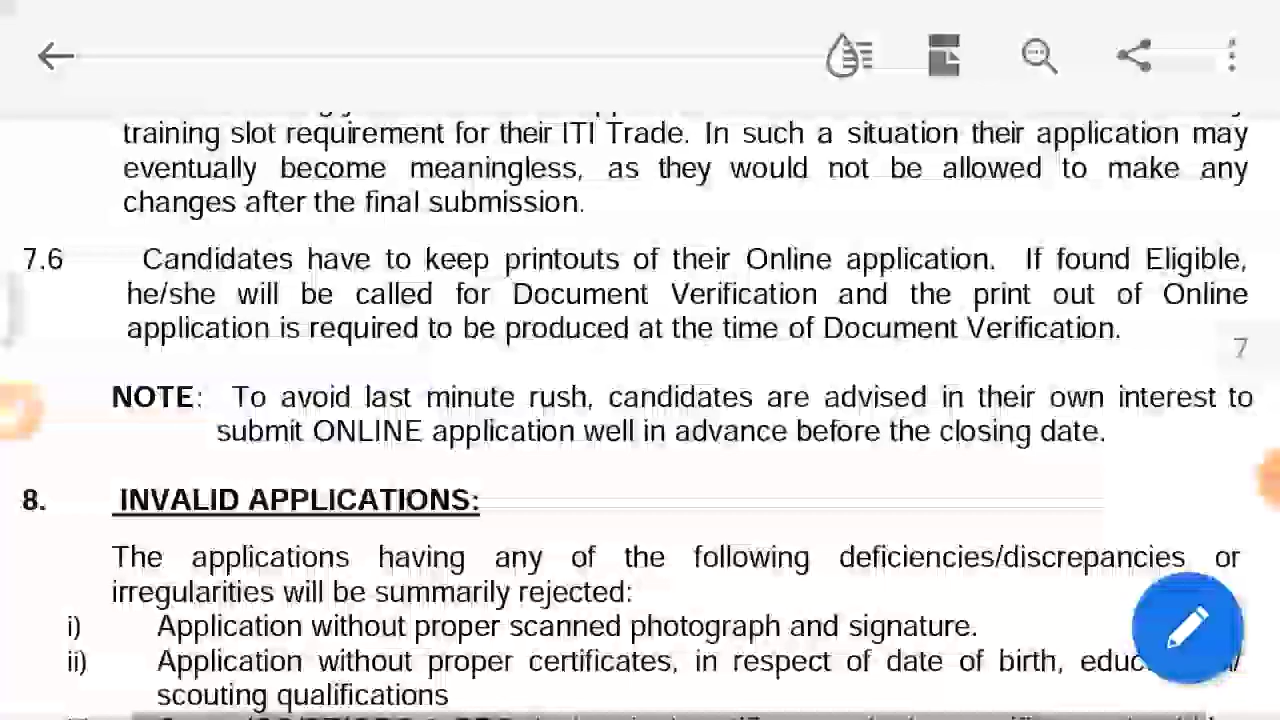 training slot requirement for their ITI Trade. In such a situation their application may
eventually become meaningless, as they would not be allowed to make any
changes after the final submission.
7.6 Candidates have to keep printouts of their Online application. If found Eligible,
he/she will be called for Document Verification and the print out of Online
application is required to be produced at the time of Document Verification.
7
NOTE: To avoid last minute rush, candidates are advised in their own interest to
submit ONLINE application well in advance before the closing date.
8. INVALID APPLICATIONS:
The applications having any of the following deficiencies/discrepancies or
irregularities will be summarily rejected:
i) Application without proper scanned photograph and signature.
ii) Application without proper certificates, in respect of date of birth,
scouting qualifications